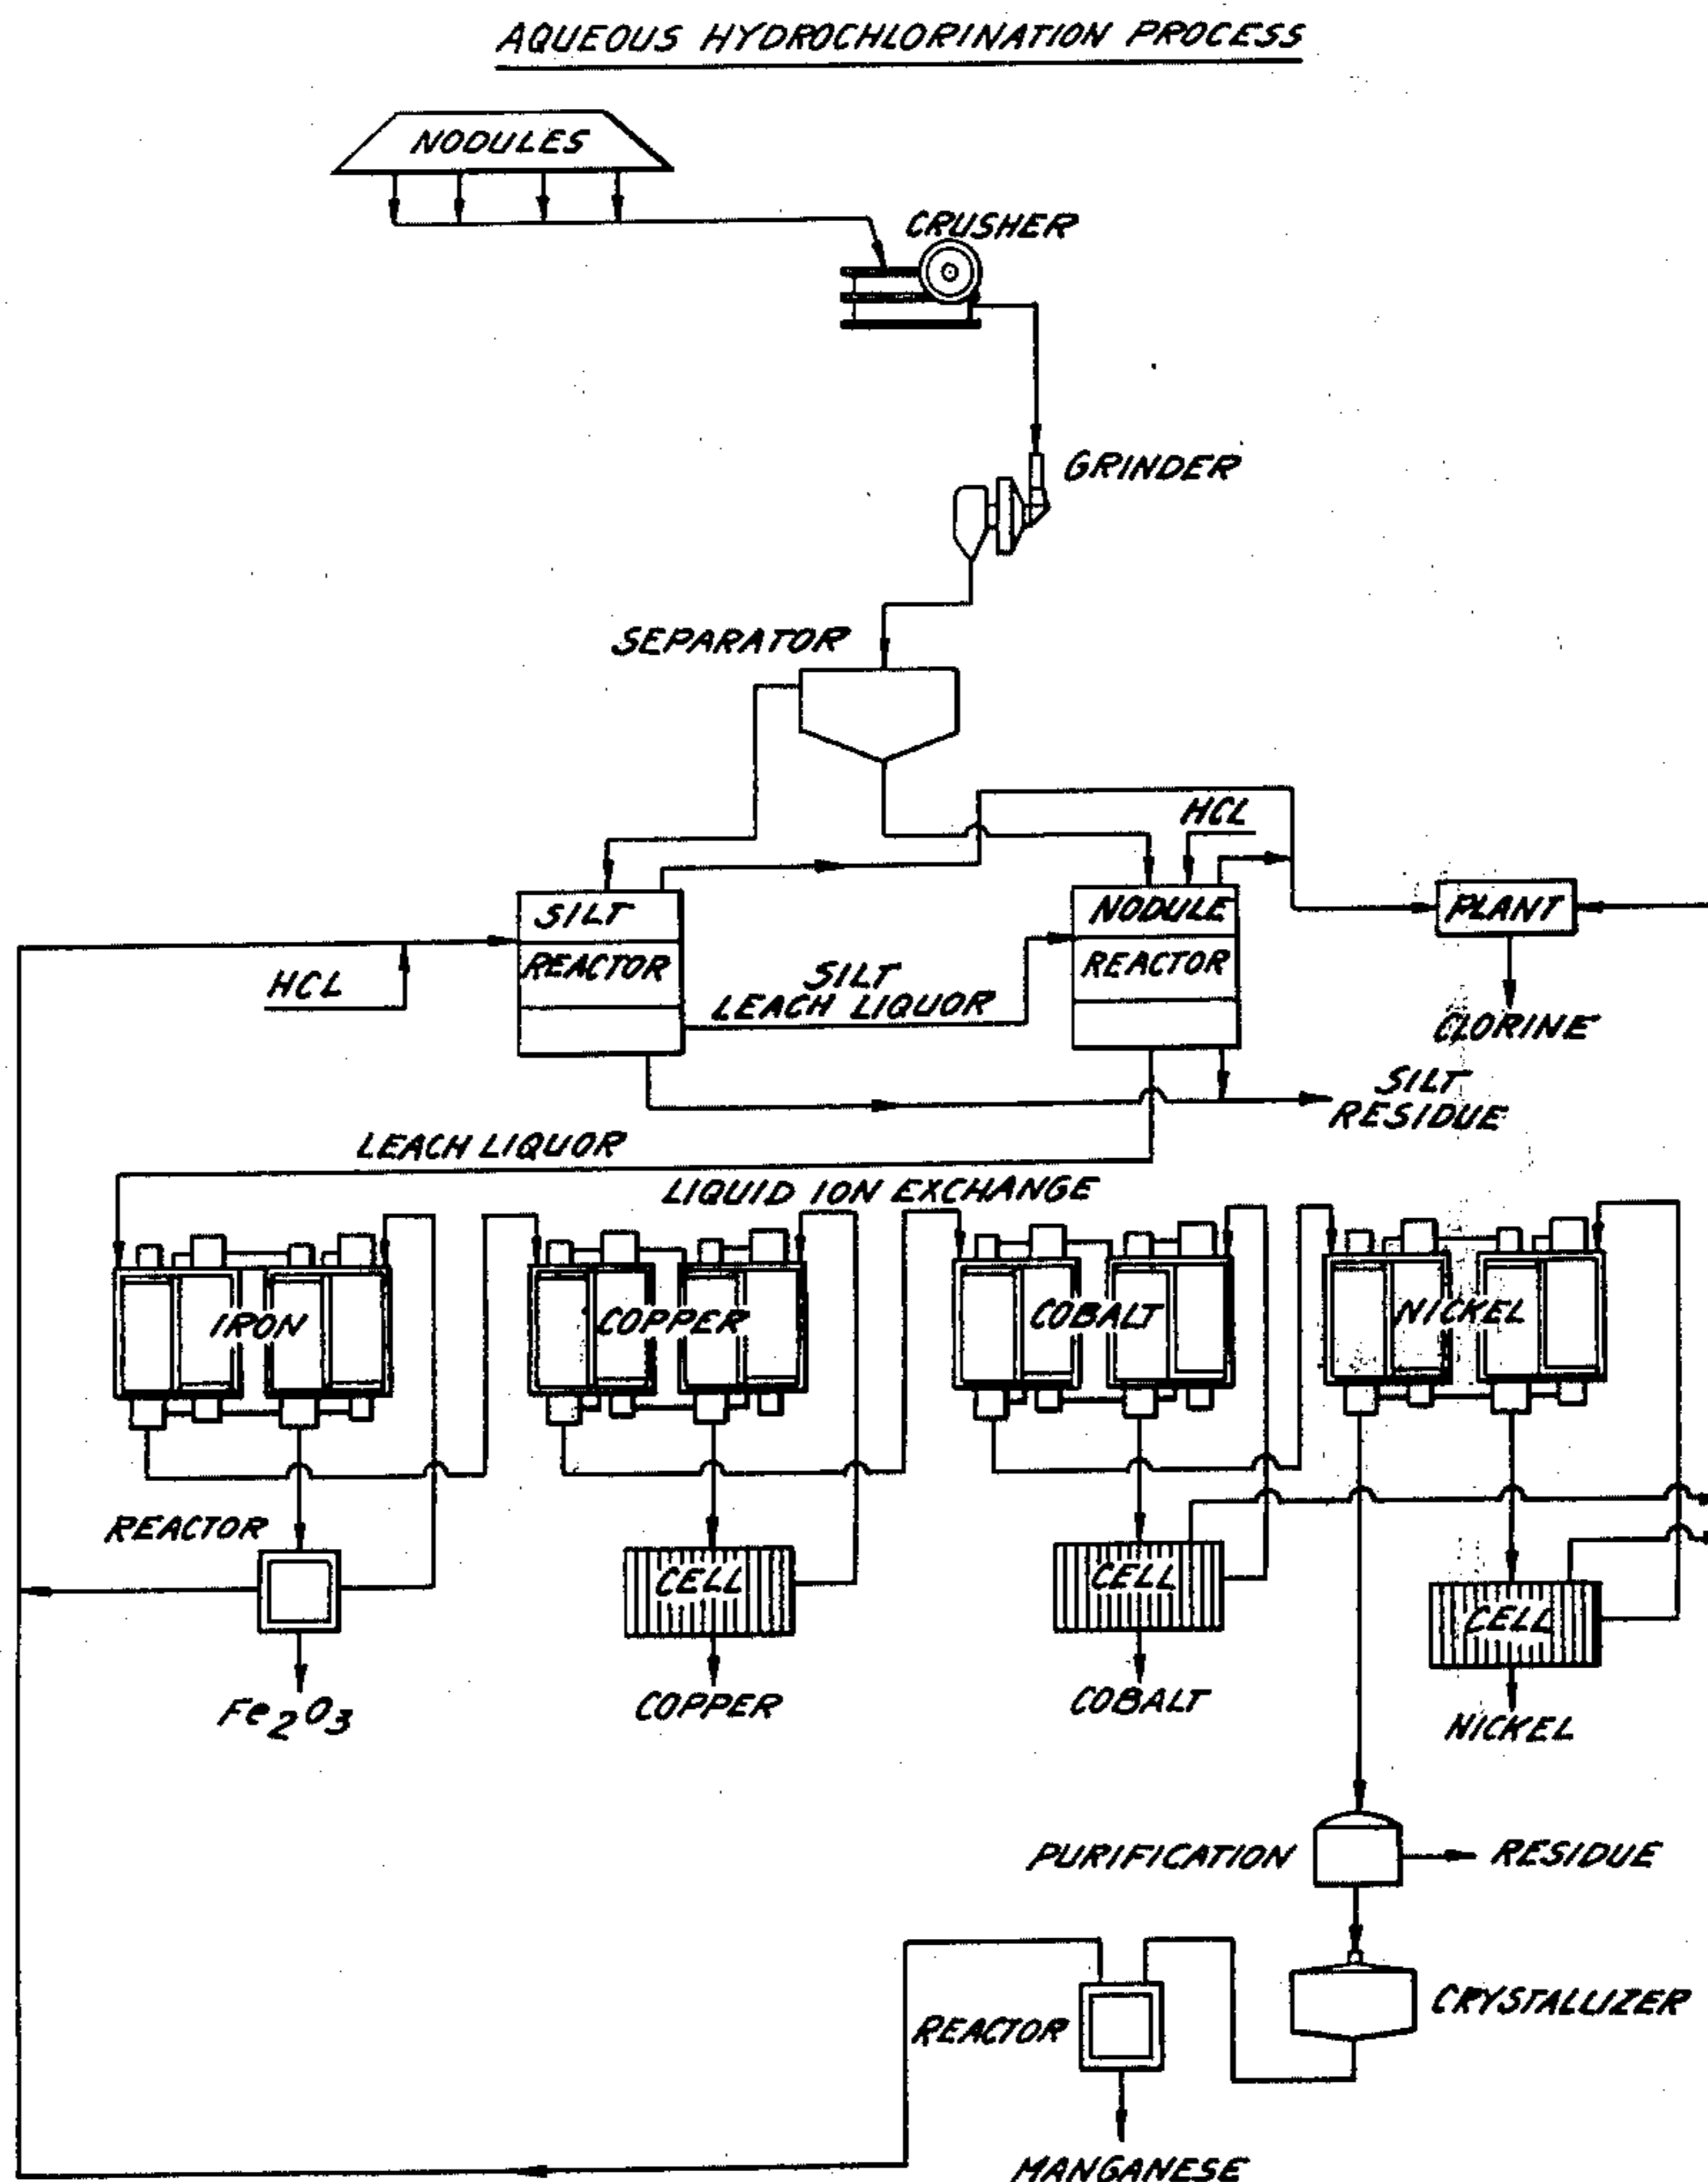 AQUEOUS HYDROCHLORINATION PROCESS
NODULES
CRUSHER
GRINDER
SEPARATOR
HCL
SILT
REACTOR
NODULE
REACTOR
PLANT
HCL
SILT
LEACH LIQUOR
CLORINE
SILT
RESIDUE
LEACH LIQUOR
LIQUID ION EXCHANGE
IRON
COPPER
COBALT
NICKEL
REACTOR
CELL
CELL
CELL
Fe2O3
COPPER
COBALT
NICKEL
PURIFICATION
RESIDUE
CRYSTALLIZER
REACTOR
MANGANESE